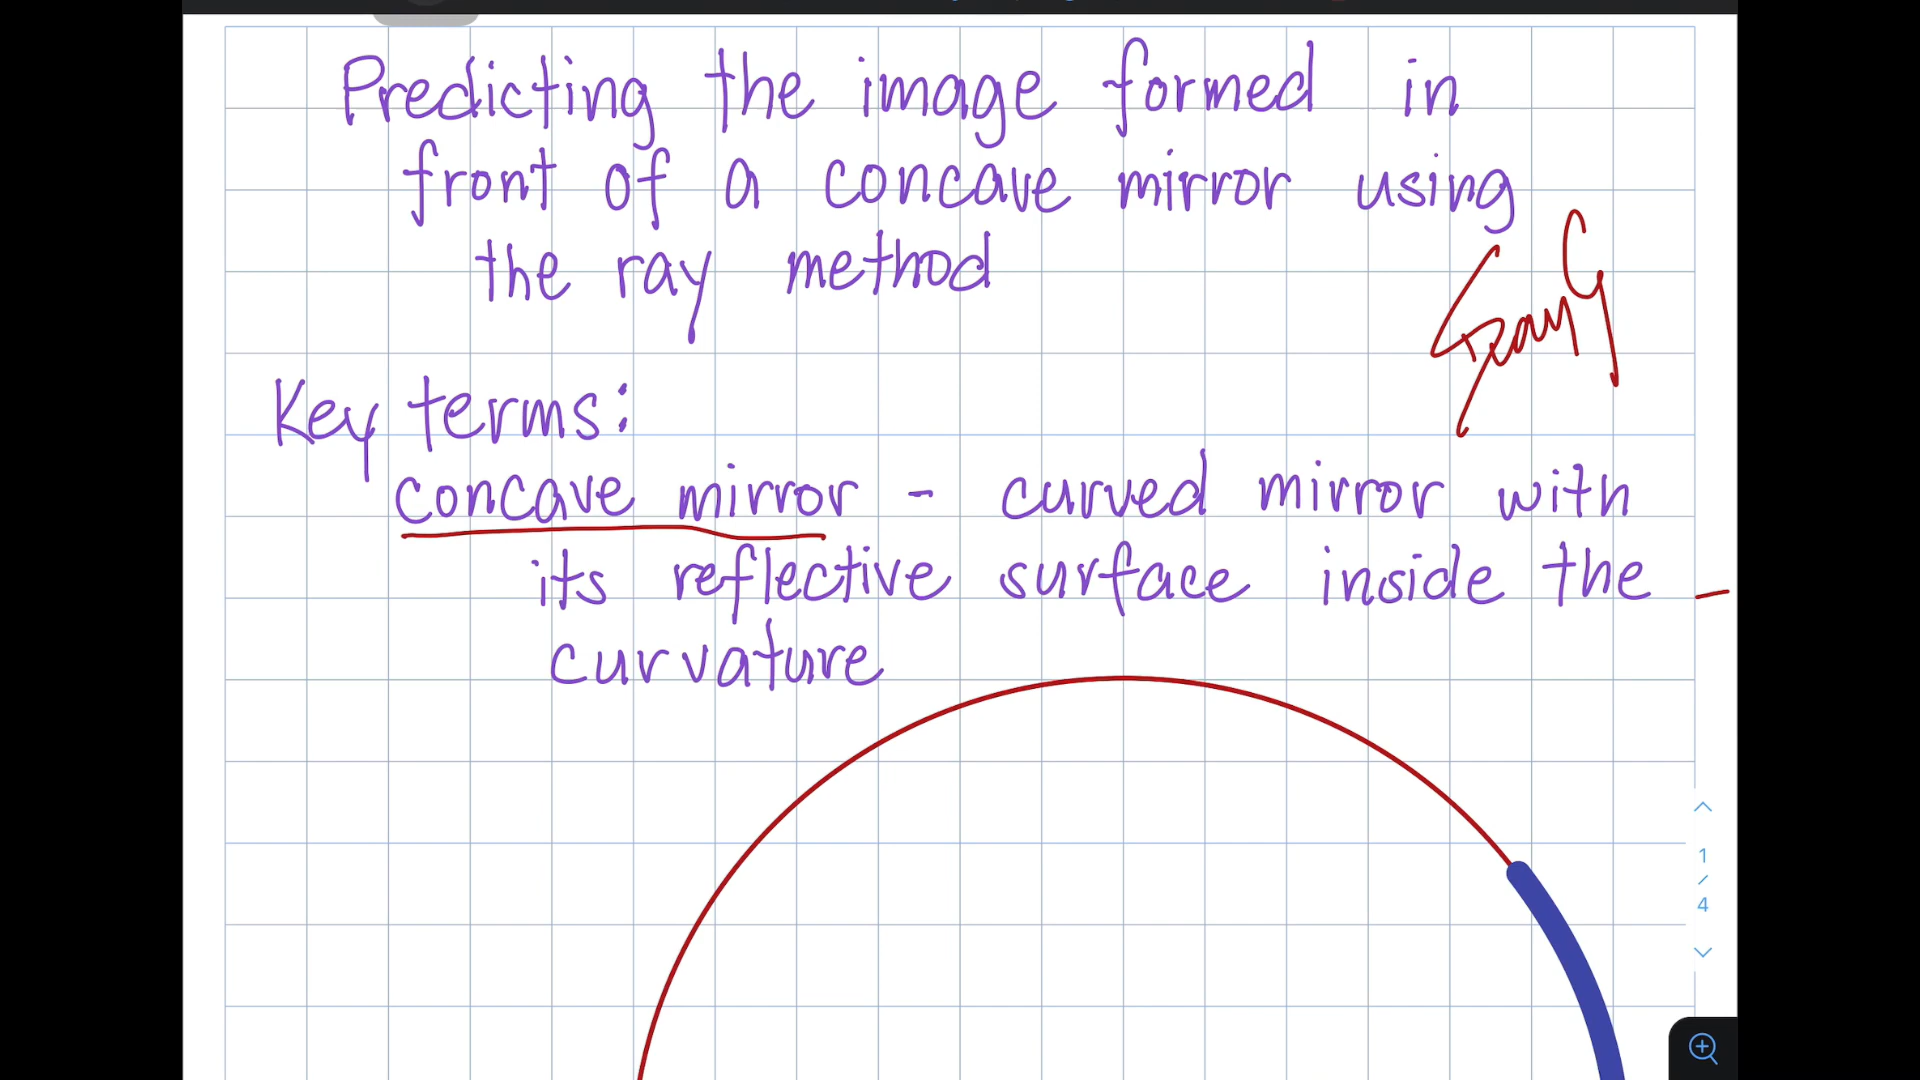 Predicting the image formed in
front of a concave mirror using
the ray method
Key terms:
concave mirror - curved mirror with
its reflective surface inside the
curvature
1
/
4